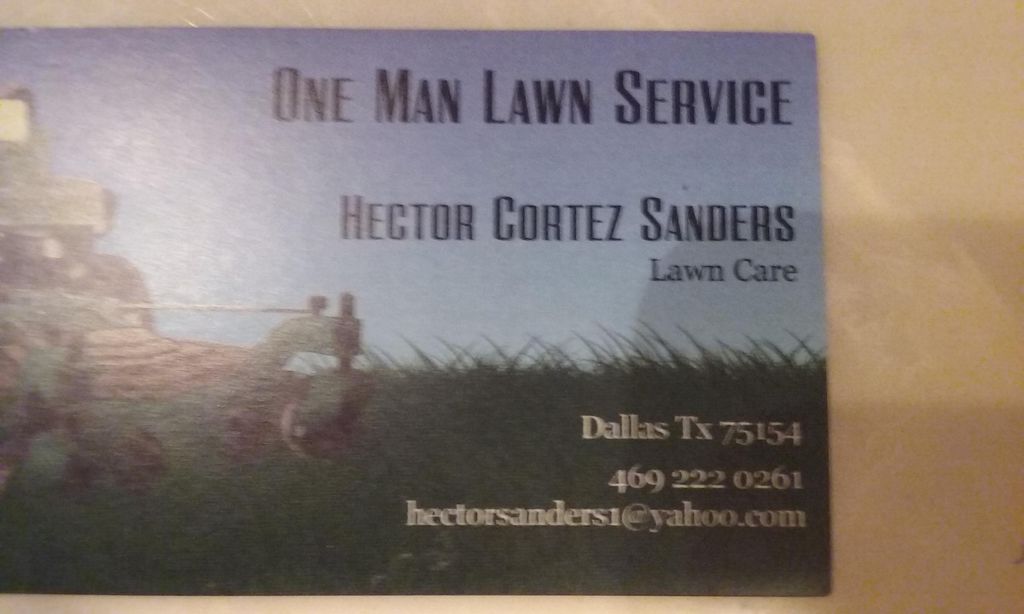 One Man Lawn Service
Hector Cortez Sanders
Lawn Care
Dallas Tx 75154
469 222 0261
hectorsanders1@yahoo.com